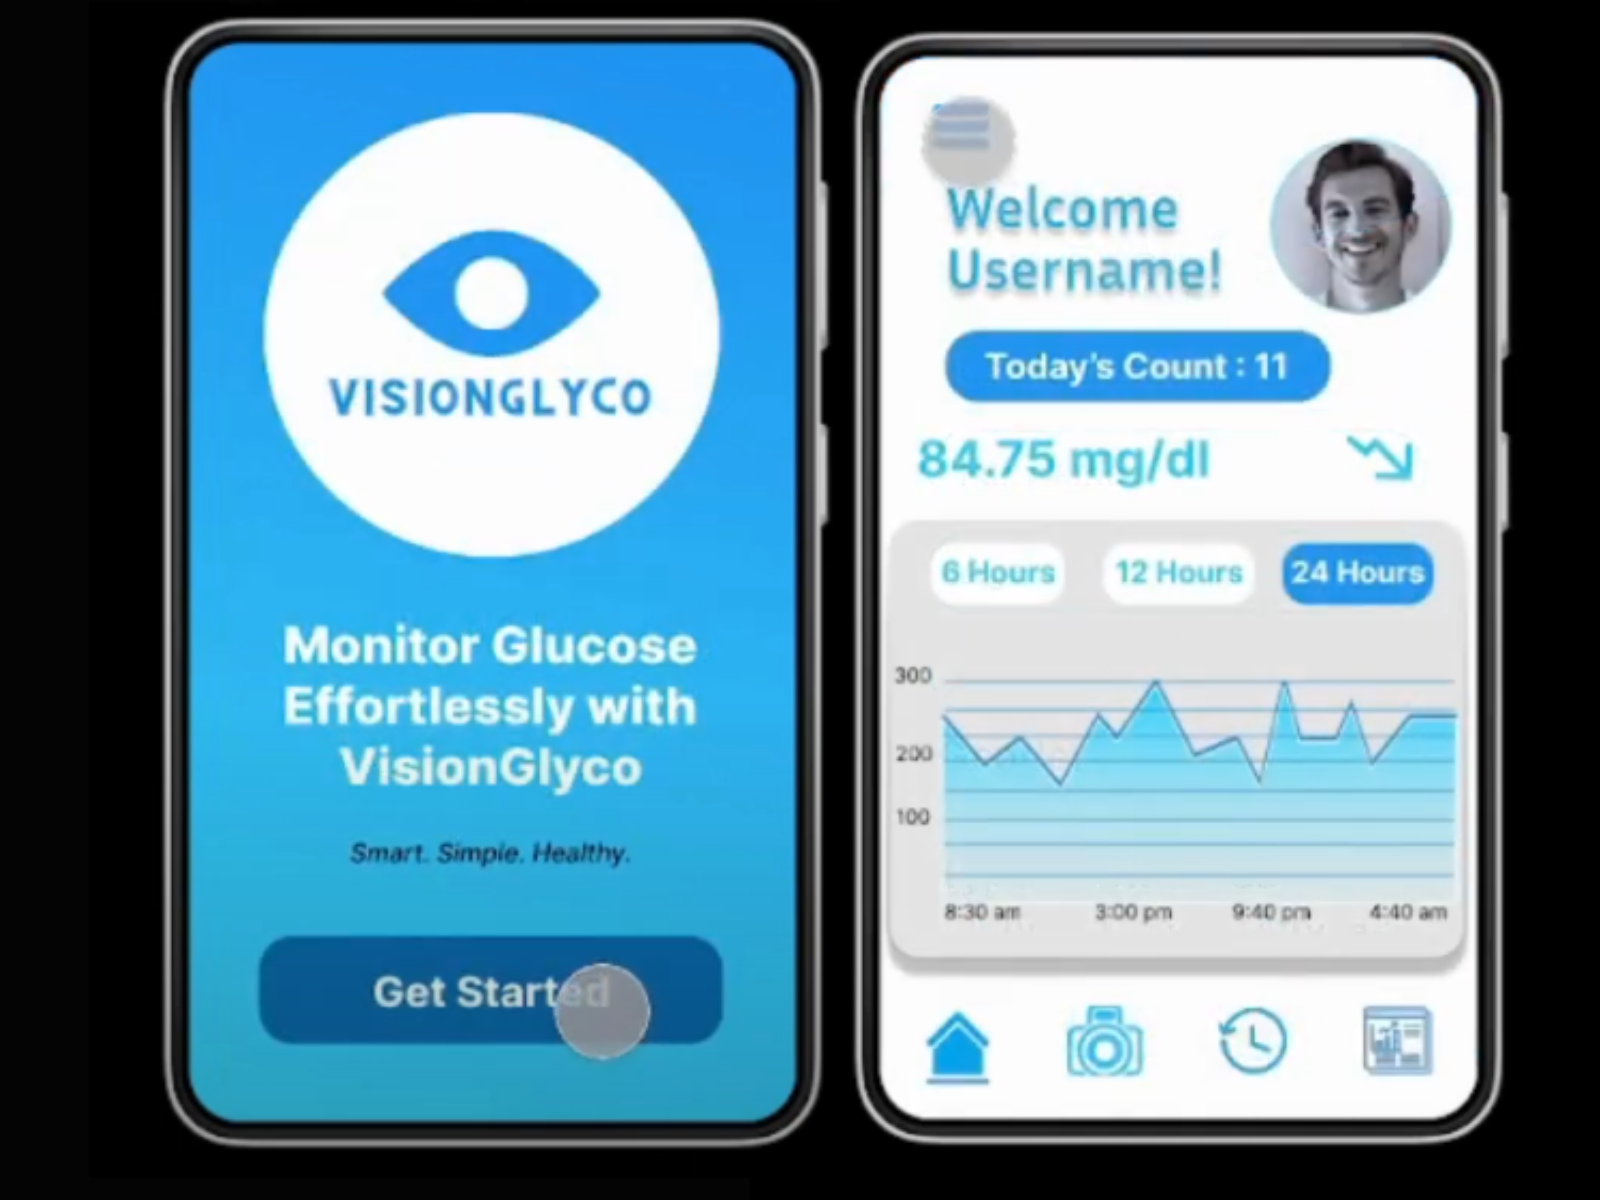 VISIONGLYCO
Monitor Glucose
Effortlessly with
VisionGlyco
Smart. Simple. Healthy.
Get Started
Welcome
Username!
Today's Count : 11
84.75 mg/dl
6 Hours
12 Hours
24 Hours
300
200
100
8:30 am
3:00 pm
9:40 pm
4:40 am